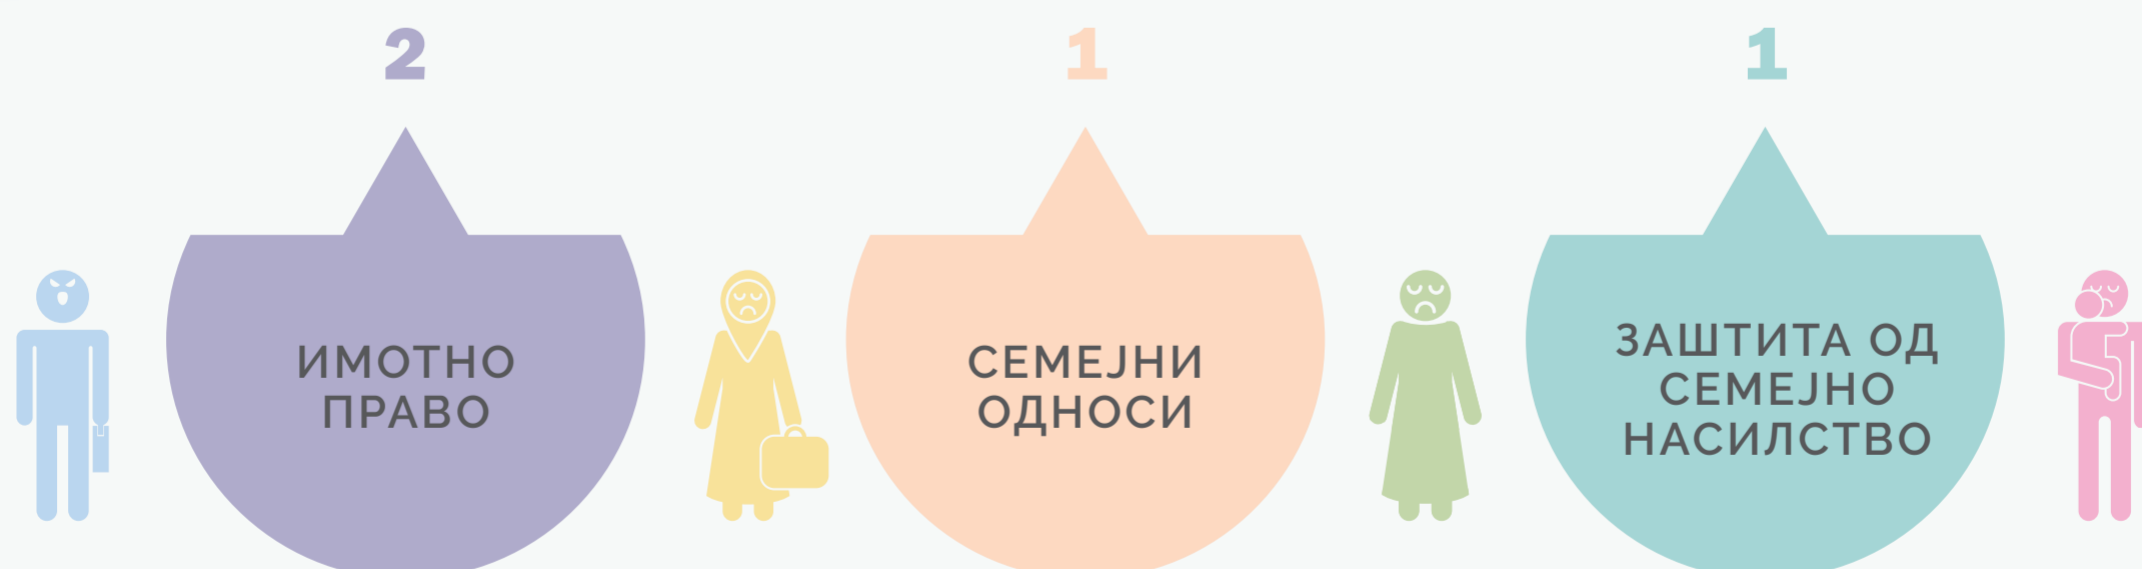 2
1
1
ИМОТНО
ПРАВО
СЕМЕЈНИ
ОДНОСИ
ЗАШТИТА ОД
СЕМЕЈНО
НАСИЛСТВО